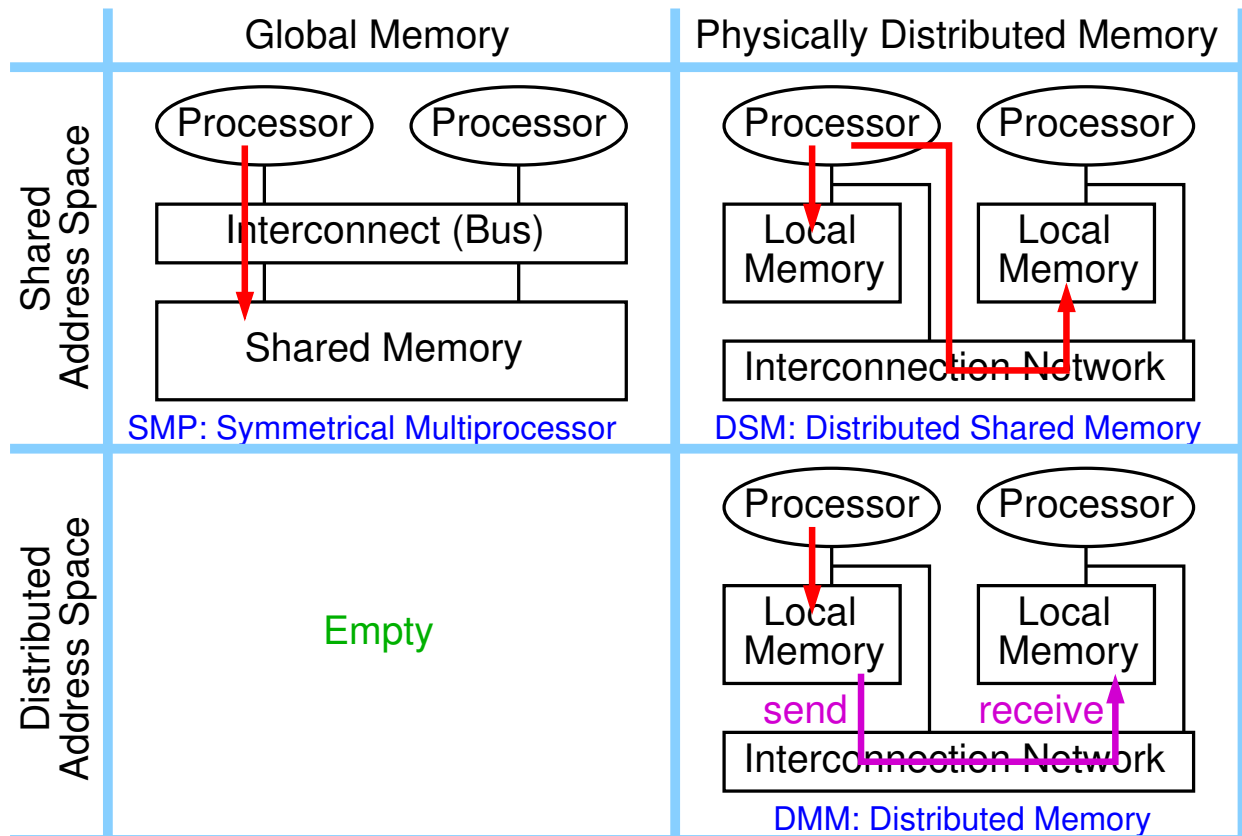 Global Memory
Physically Distributed Memory
Shared
Address Space
Processor
Processor
Interconnect (Bus)
Shared Memory
SMP: Symmetrical Multiprocessor
Processor
Processor
Local
Memory
Local
Memory
Interconnection Network
DSM: Distributed Shared Memory
Distributed
Address Space
Empty
Processor
Processor
Local
Memory
Local
Memory
send
receive
Interconnection Network
DMM: Distributed Memory